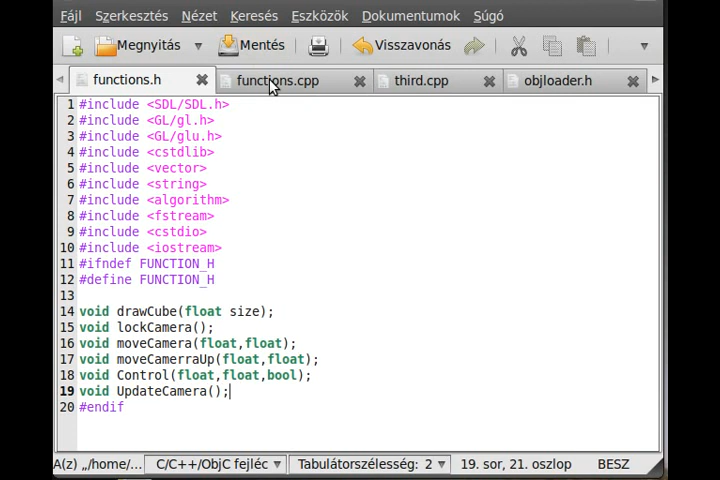 Fájl Szerkesztés Nézet Keresés Eszközök Dokumentumok Súgó
Megnyitás Mentés Visszavonás
functions.h functions.cpp third.cpp objloader.h
1 #include <SDL/SDL.h>
2 #include <GL/gl.h>
3 #include <GL/glu.h>
4 #include <cstdlib>
5 #include <vector>
6 #include <string>
7 #include <algorithm>
8 #include <fstream>
9 #include <cstdio>
10 #include <iostream>
11 #ifndef FUNCTION_H
12 #define FUNCTION_H
13
14 void drawCube(float size);
15 void lockCamera();
16 void moveCamera(float,float);
17 void moveCamerraUp(float,float);
18 void Control(float,float,bool);
19 void UpdateCamera();
20 #endif
A(z) „/home/... C/C++/ObjC fejléc Tabulátorszélesség: 2 19. sor, 21. oszlop BESZ